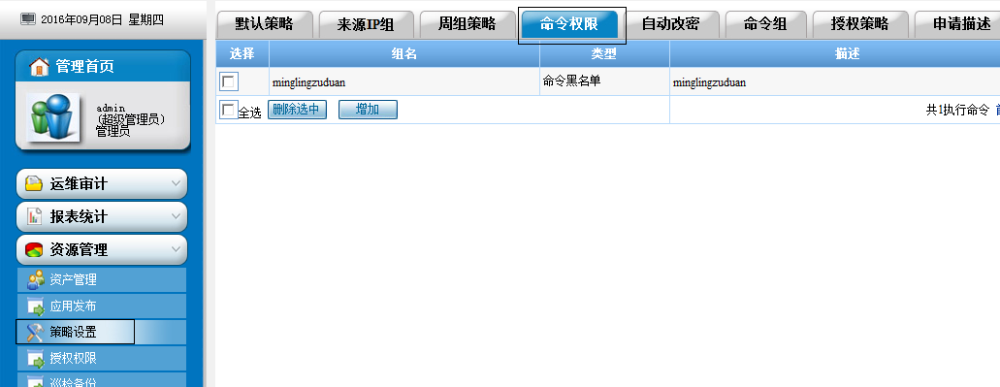 2016年09月08日 星期四
管理首页
admin
(超级管理员)
管理员
运维审计
报表统计
资源管理
资产管理
应用发布
策略设置
授权权限
巡检备份
默认策略 来源IP组 周组策略 命令权限 自动改密 命令组 授权策略 申请描述
选择 组名 类型 描述
minglingzuduan 命令黑名单 minglingzuduan
全选 删除选中 增加 共1执行命令